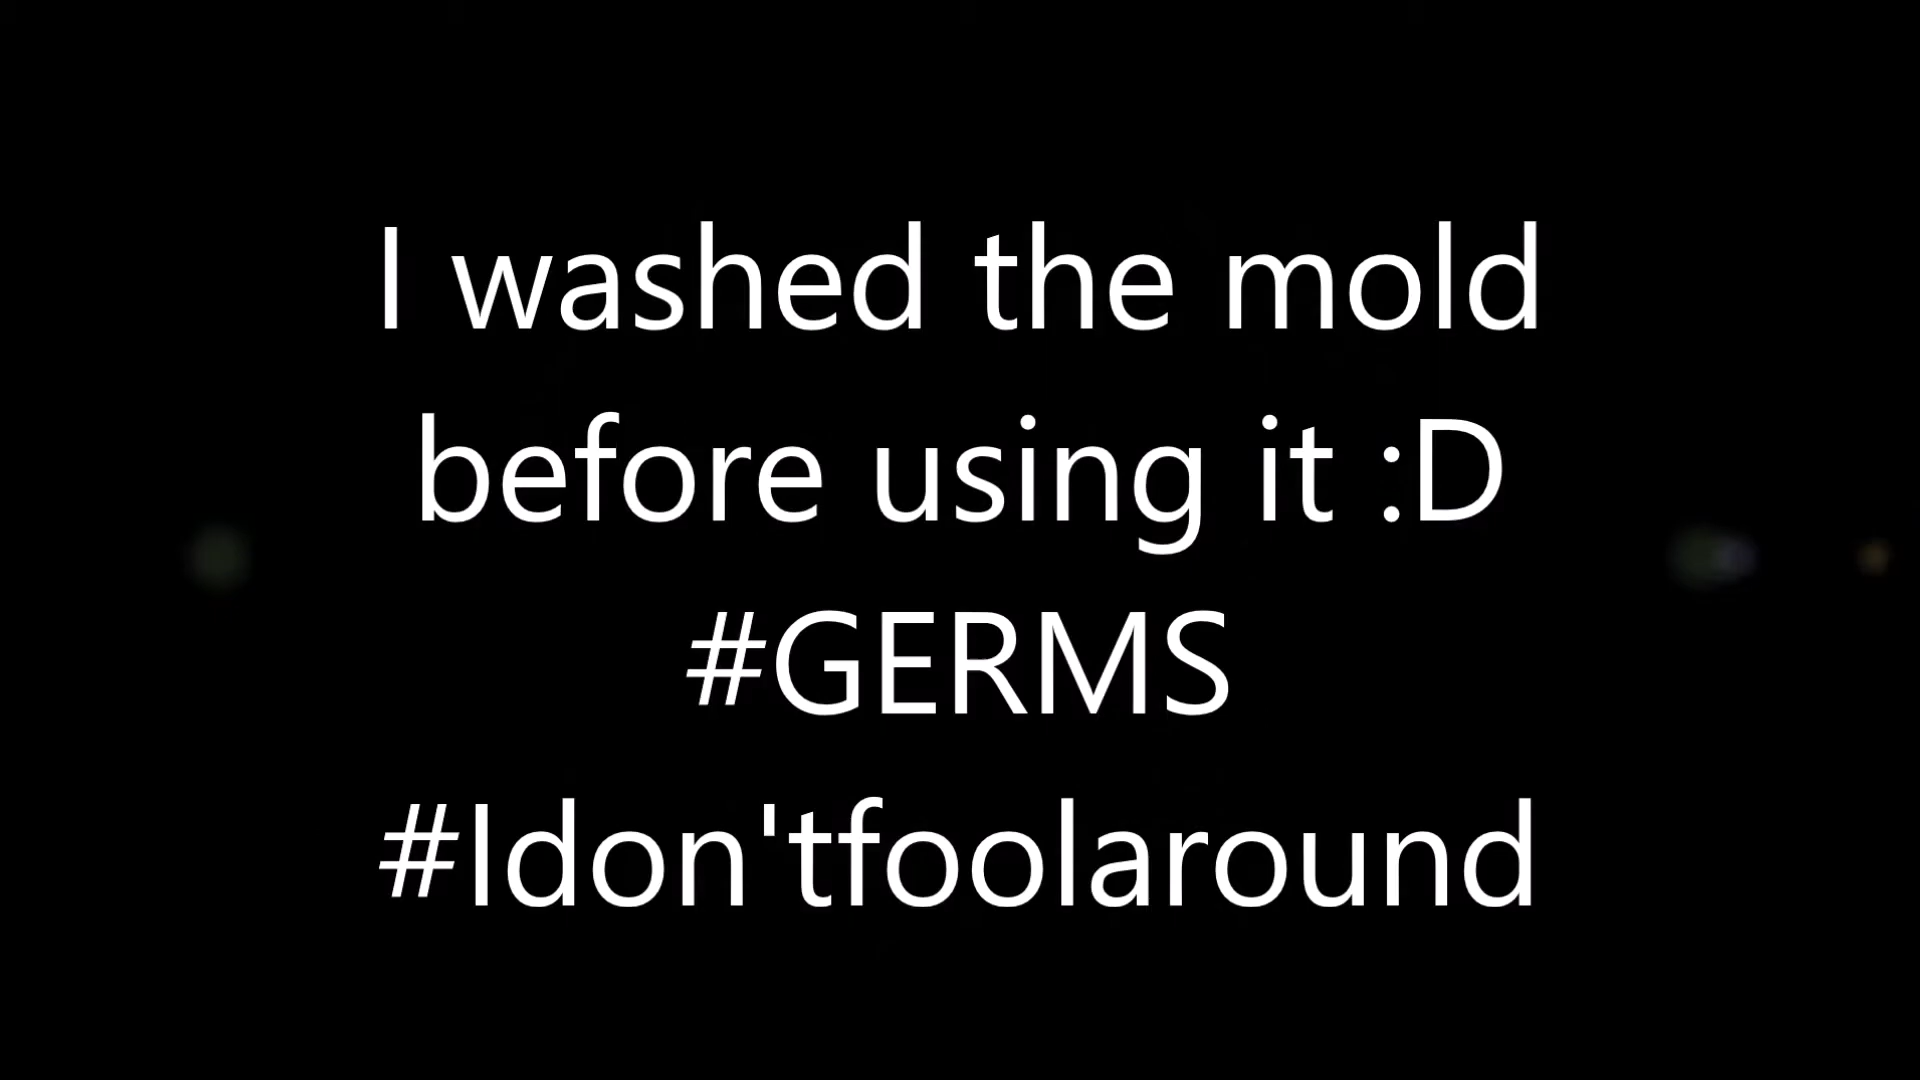 I washed the mold
before using it :D
#GERMS
#Idon'tfoolaround